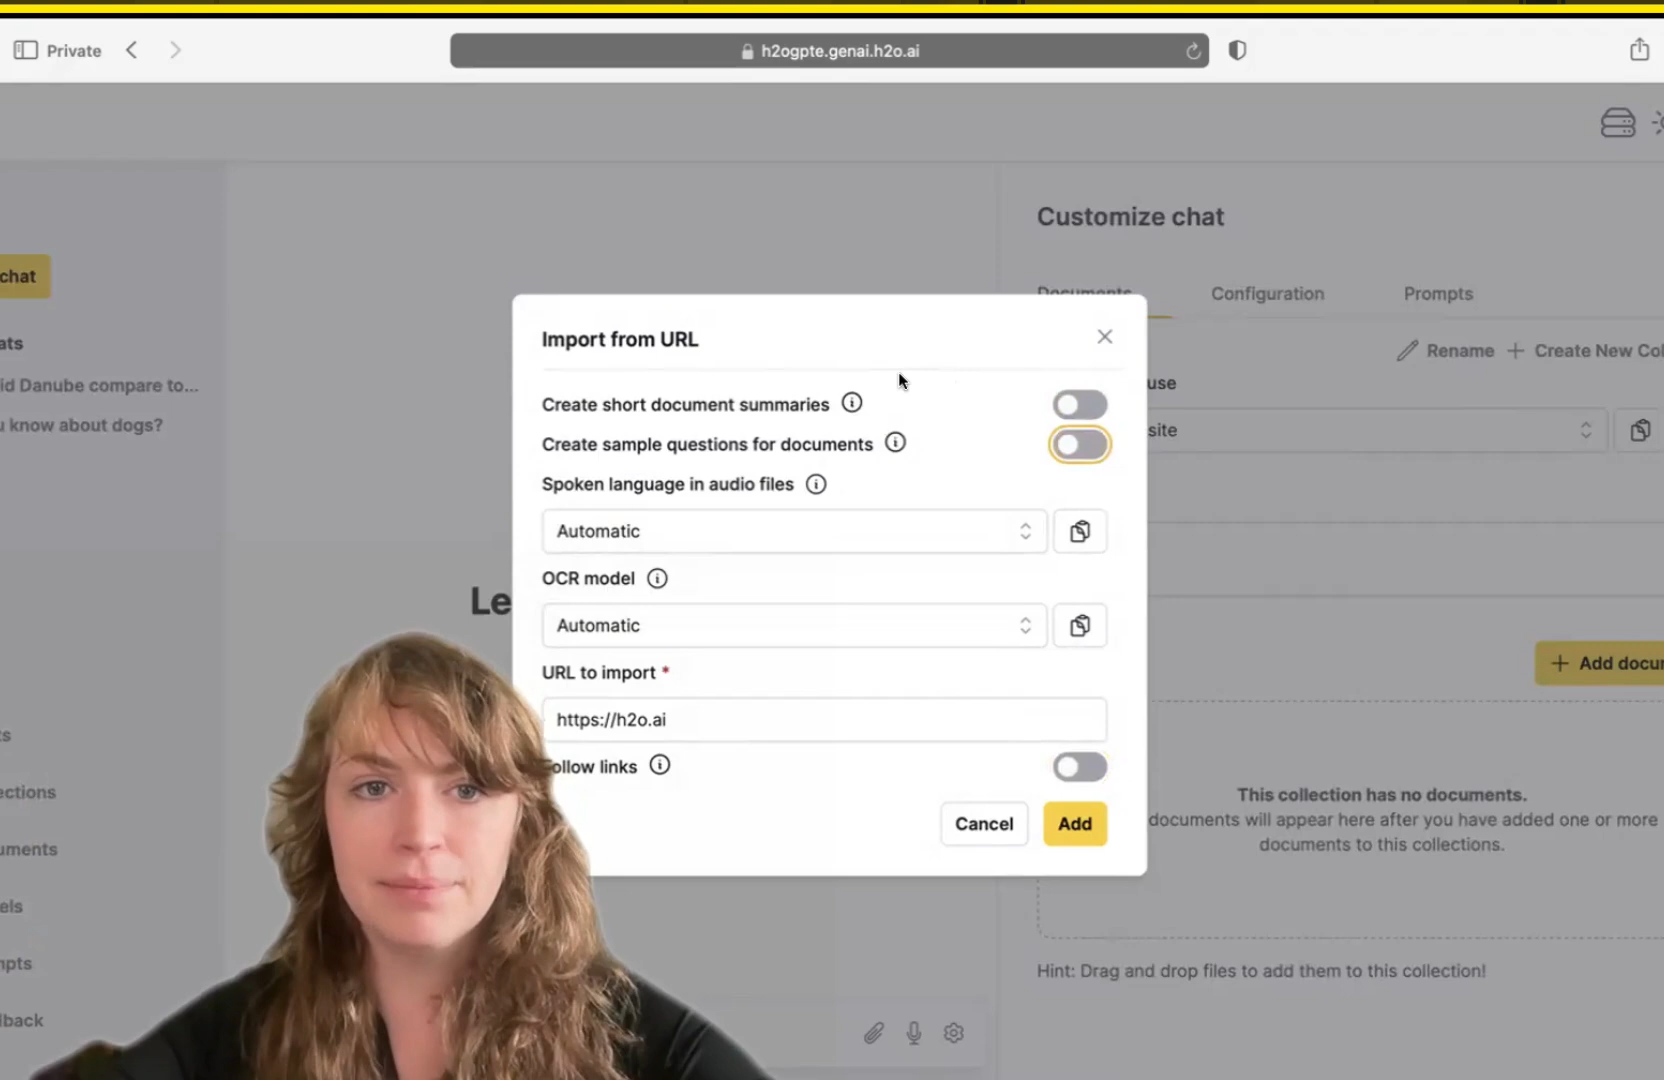 Private
h2ogpte.genai.h2o.ai
Customize chat
chat
Documents
Configuration
Prompts
Import from URL
ats
Rename
Create New Col
use
id Danube compare to...
Create short document summaries
u know about dogs?
site
Create sample questions for documents
Spoken language in audio files
Automatic
OCR model
Le
Automatic
URL to import *
+ Add docu
https://h2o.ai
s
ollow links
ections
This collection has no documents.
Cancel
Add
documents will appear here after you have added one or more
documents to this collections.
uments
els
mpts
Hint: Drag and drop files to add them to this collection!
lback